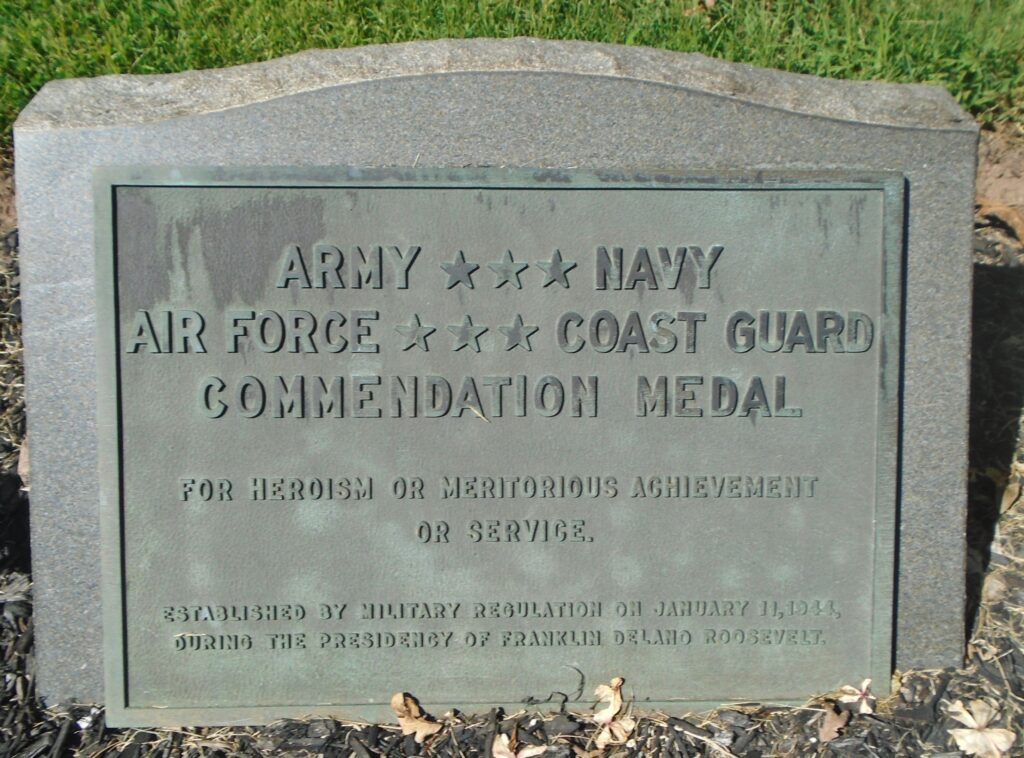 ARMY ★★★ NAVY
AIR FORCE ★★★ COAST GUARD
COMMENDATION MEDAL
FOR HEROISM OR MERITORIOUS ACHIEVEMENT
OR SERVICE.
ESTABLISHED BY MILITARY REGULATION ON JANUARY 11, 1944,
DURING THE PRESIDENCY OF FRANKLIN DELANO ROOSEVELT.